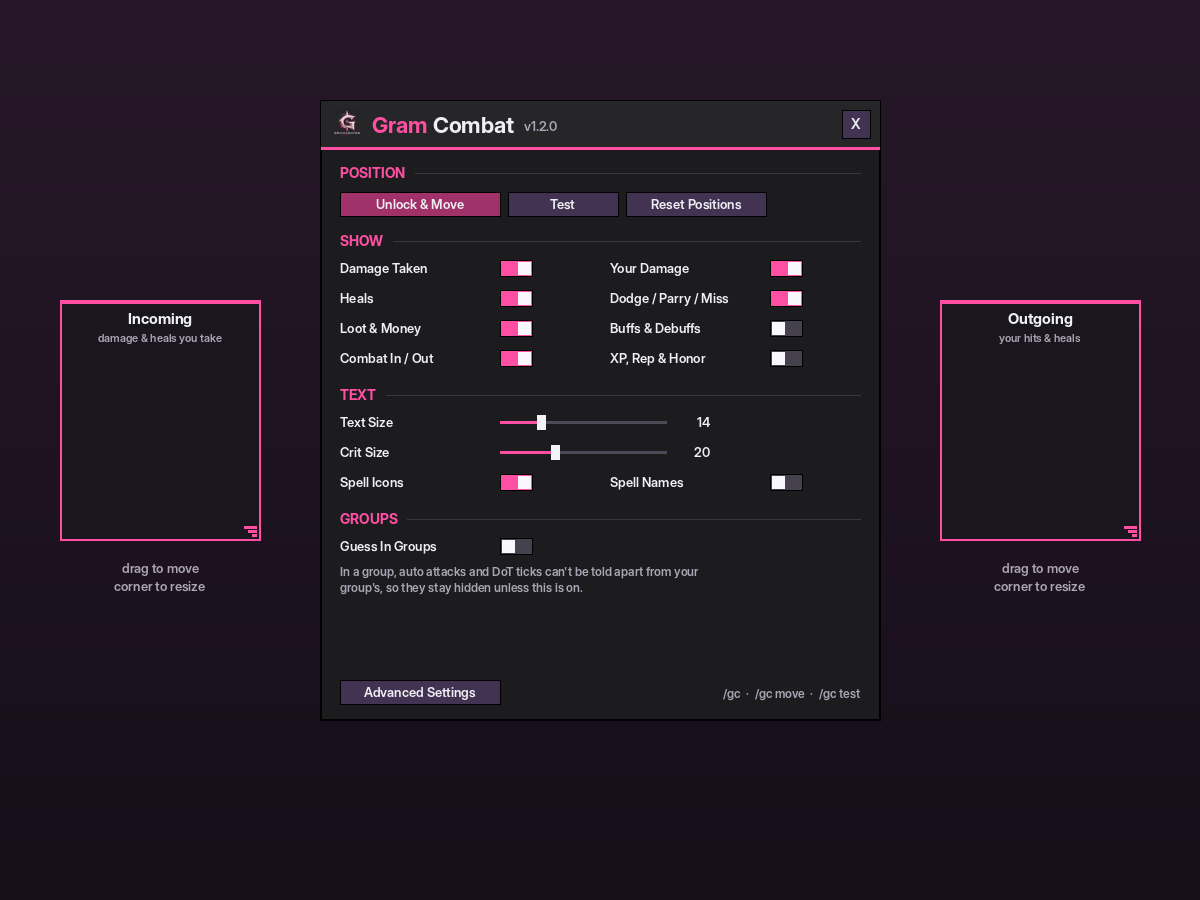 Gram Combat v1.2.0
X
POSITION
Unlock & Move
Test
Reset Positions
SHOW
Damage Taken
Your Damage
Heals
Dodge / Parry / Miss
Loot & Money
Buffs & Debuffs
Combat In / Out
XP, Rep & Honor
TEXT
Text Size
14
Crit Size
20
Spell Icons
Spell Names
GROUPS
Guess In Groups
In a group, auto attacks and DoT ticks can't be told apart from your
group's, so they stay hidden unless this is on.
Advanced Settings
/gc · /gc move · /gc test
Incoming
damage & heals you take
drag to move
corner to resize
Outgoing
your hits & heals
drag to move
corner to resize